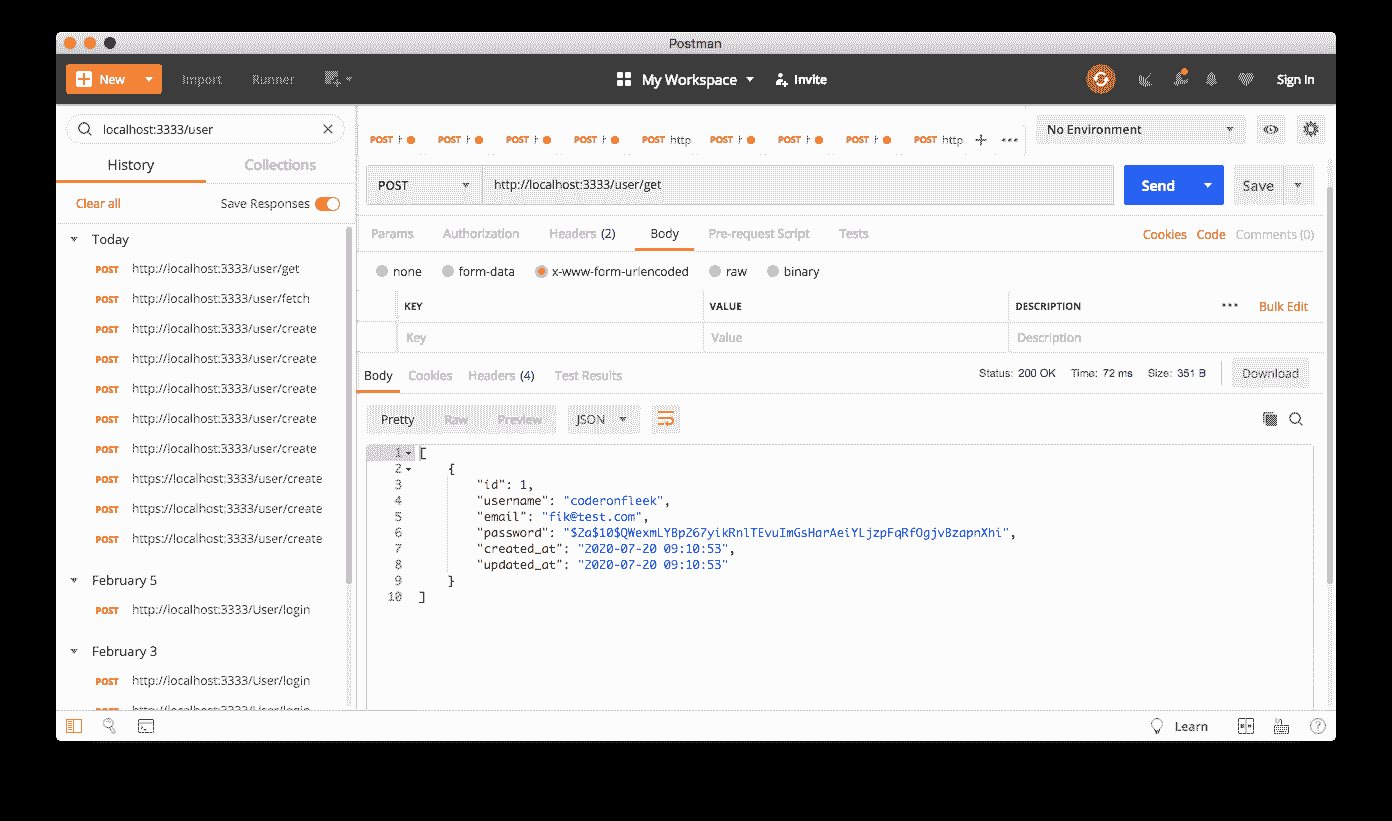 Postman
New Import Runner My Workspace Invite Sign In
localhost:3333/user
History Collections
Clear all Save Responses
Today
POST http://localhost:3333/user/get
POST http://localhost:3333/user/fetch
POST http://localhost:3333/user/create
POST http://localhost:3333/user/create
POST http://localhost:3333/user/create
POST http://localhost:3333/user/create
POST http://localhost:3333/user/create
POST https://localhost:3333/user/create
POST https://localhost:3333/user/create
POST https://localhost:3333/user/create
February 5
POST http://localhost:3333/User/login
February 3
POST http://localhost:3333/User/login
POST http://localhost:3333/User/login
POST POST POST POST POST http POST POST POST POST http
No Environment
POST http://localhost:3333/user/get Send Save
Params Authorization Headers (2) Body Pre-request Script Tests Cookies Code Comments (0)
none form-data x-www-form-urlencoded raw binary
KEY VALUE DESCRIPTION Bulk Edit
Key Value Description
Body Cookies Headers (4) Test Results Status: 200 OK Time: 72 ms Size: 351 B Download
Pretty Raw Preview JSON
1 [
2 {
3 "id": 1,
4 "username": "coderonfleek",
5 "email": "fik@test.com",
6 "password":
7 "created_at": "2020-07-20 09:10:53",
8 "updated_at": "2020-07-20 09:10:53"
9 }
10 ]
Learn